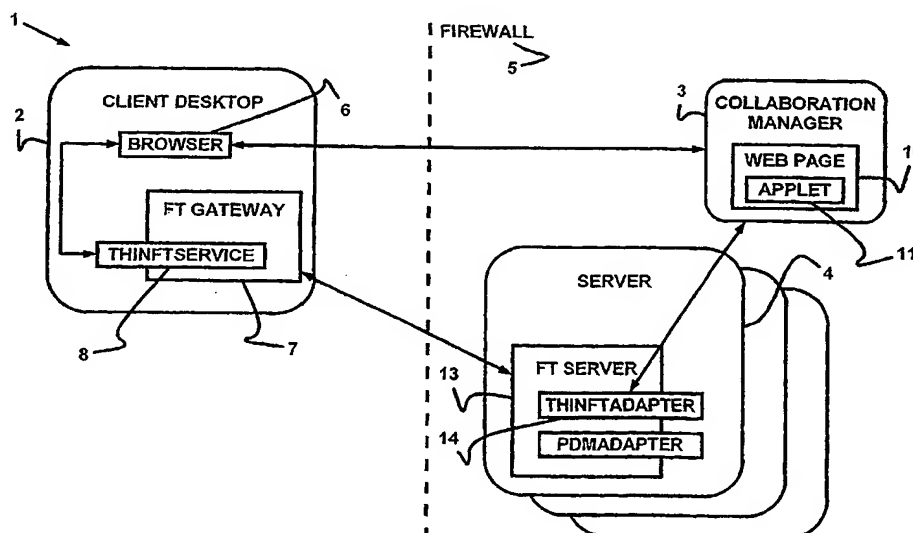 1
FIREWALL
5
CLIENT DESKTOP
2
6
BROWSER
FT GATEWAY
THINFTSERVICE
8
7
3
COLLABORATION
MANAGER
WEB PAGE
APPLET
11
SERVER
4
13
FT SERVER
THINFTADAPTER
14
PDMADAPTER